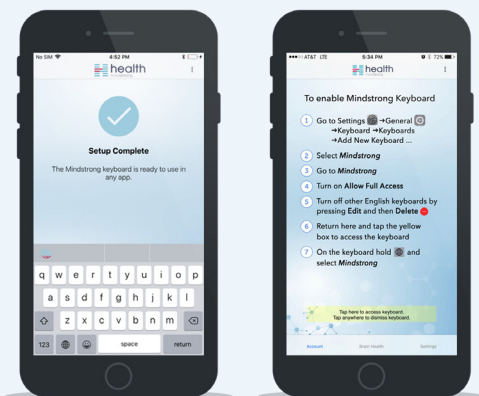 No SIM 4:52 PM
health
Setup Complete
The Mindstrong keyboard is ready to use in
any app.
q w e r t y u i o p
a s d f g h j k l
z x c v b n m
123 space return
AT&T LTE 5:34 PM 72%
health
To enable Mindstrong Keyboard
1 Go to Settings →General
→Keyboard →Keyboards
→Add New Keyboard ...
2 Select Mindstrong
3 Go to Mindstrong
4 Turn on Allow Full Access
5 Turn off other English keyboards by
pressing Edit and then Delete
6 Return here and tap the yellow
box to access the keyboard
7 On the keyboard hold and
select Mindstrong
Tap here to access keyboard.
Tap anywhere to dismiss keyboard.
Account Brain Health Settings